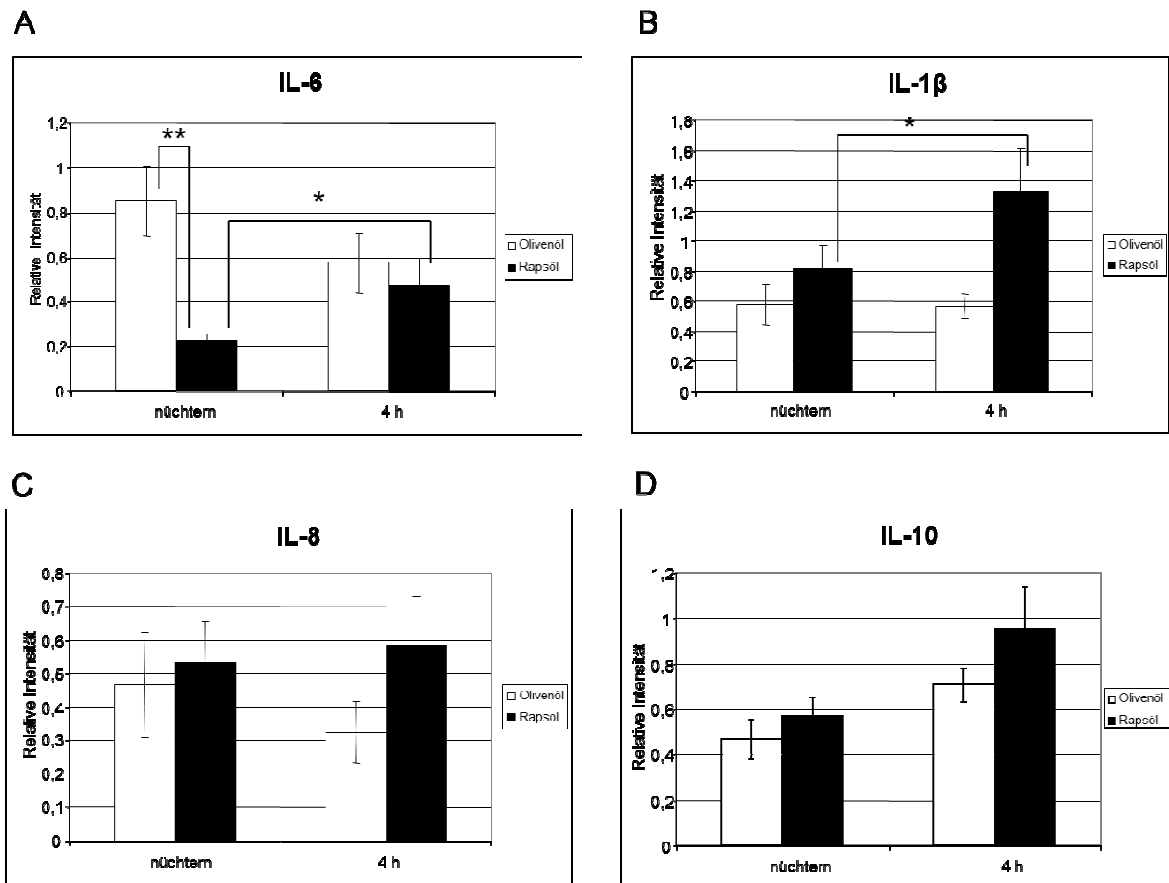 A
IL-6
Relative Intensität
1,2
1
0,8
0,6
0,4
0,2
0
**
*
nüchtern
4 h
Olivenöl
Rapsöl
B
IL-1β
Relative Intensität
1,8
1,6
1,4
1,2
1
0,8
0,6
0,4
0,2
0
*
nüchtern
4 h
Olivenöl
Rapsöl
C
IL-8
Relative Intensität
0,8
0,7
0,6
0,5
0,4
0,3
0,2
0,1
0
nüchtern
4 h
Olivenöl
Rapsöl
D
IL-10
Relative Intensität
1,2
1
0,8
0,6
0,4
0,2
0
nüchtern
4 h
Olivenöl
Rapsöl